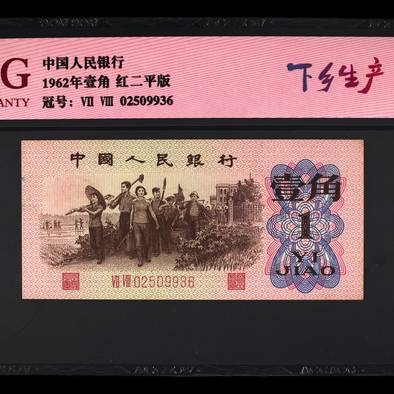 G
ANTY
中国人民银行
1962年壹角 红二平版
冠号: Ⅶ Ⅷ 02509936
下乡生产
中國人民銀行
壹角
1
YI
JIAO
Ⅶ Ⅷ 02509936